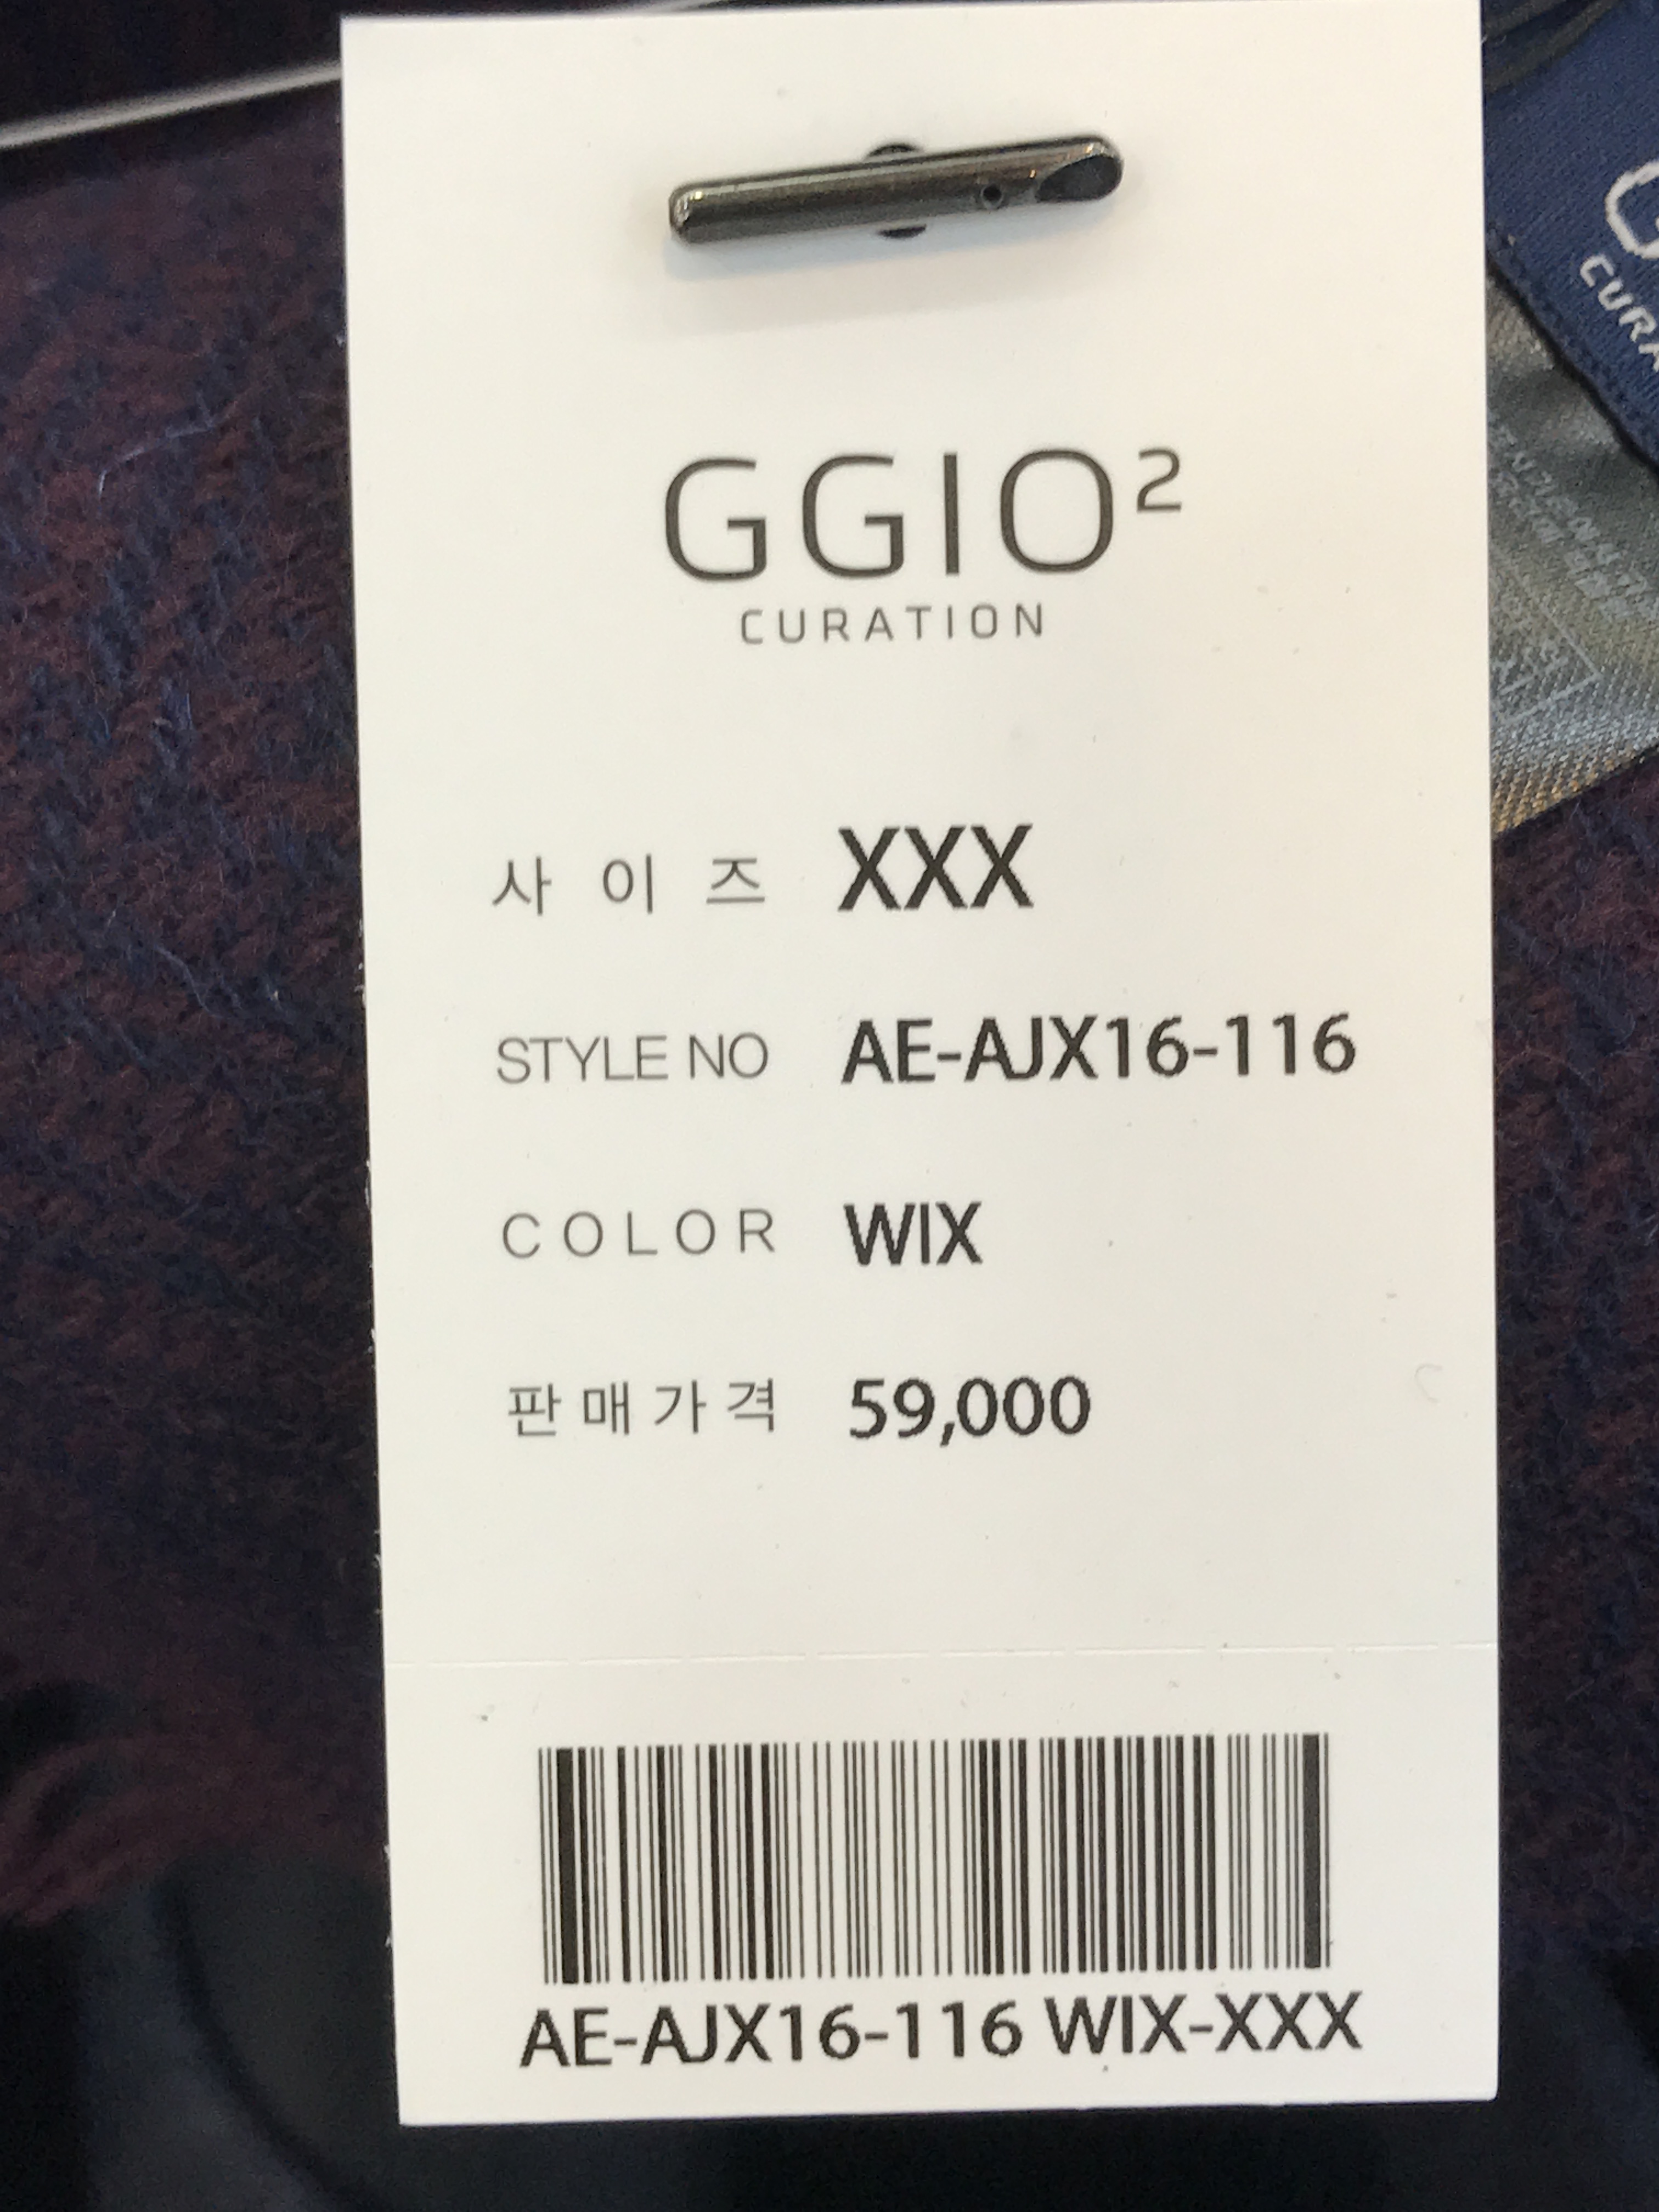 GGIO²
CURATION
사이즈 XXX
STYLE NO AE-AJX16-116
COLOR WIX
판매가격 59,000
AE-AJX16-116 WIX-XXX